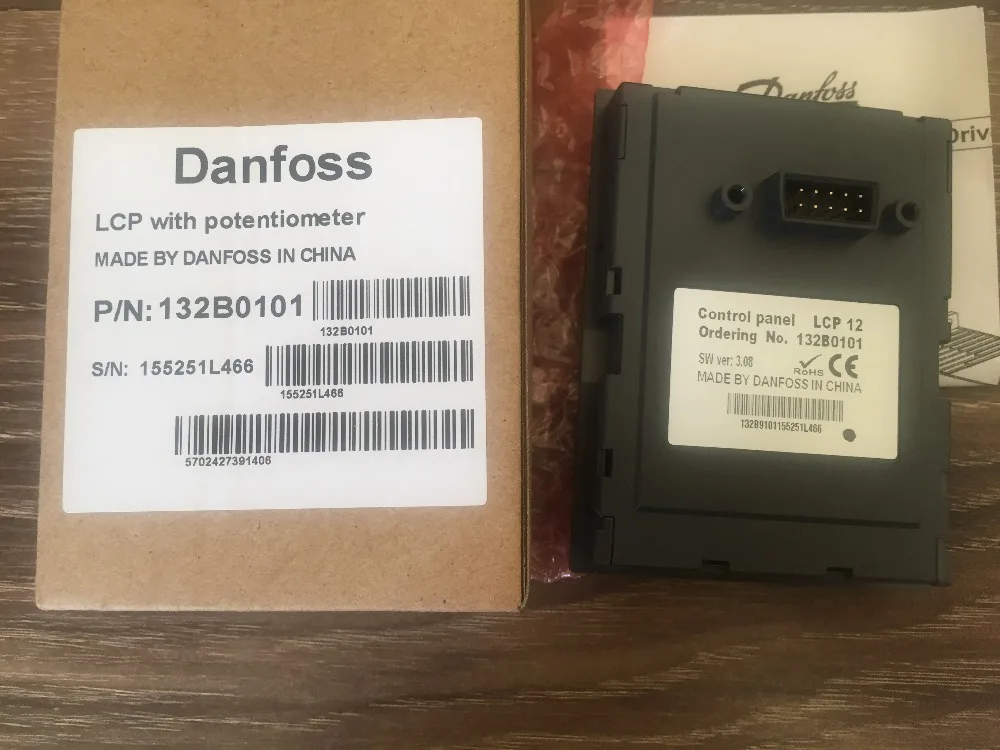 Danfoss
LCP with potentiometer
MADE BY DANFOSS IN CHINA
P/N: 132B0101
132B0101
S/N: 155251L466
155251L466
5702427391406
Danfoss
Driv
Control panel LCP 12
Ordering No. 132B0101
SW ver: 3.08
RoHS CE
MADE BY DANFOSS IN CHINA
132B9101155251L466